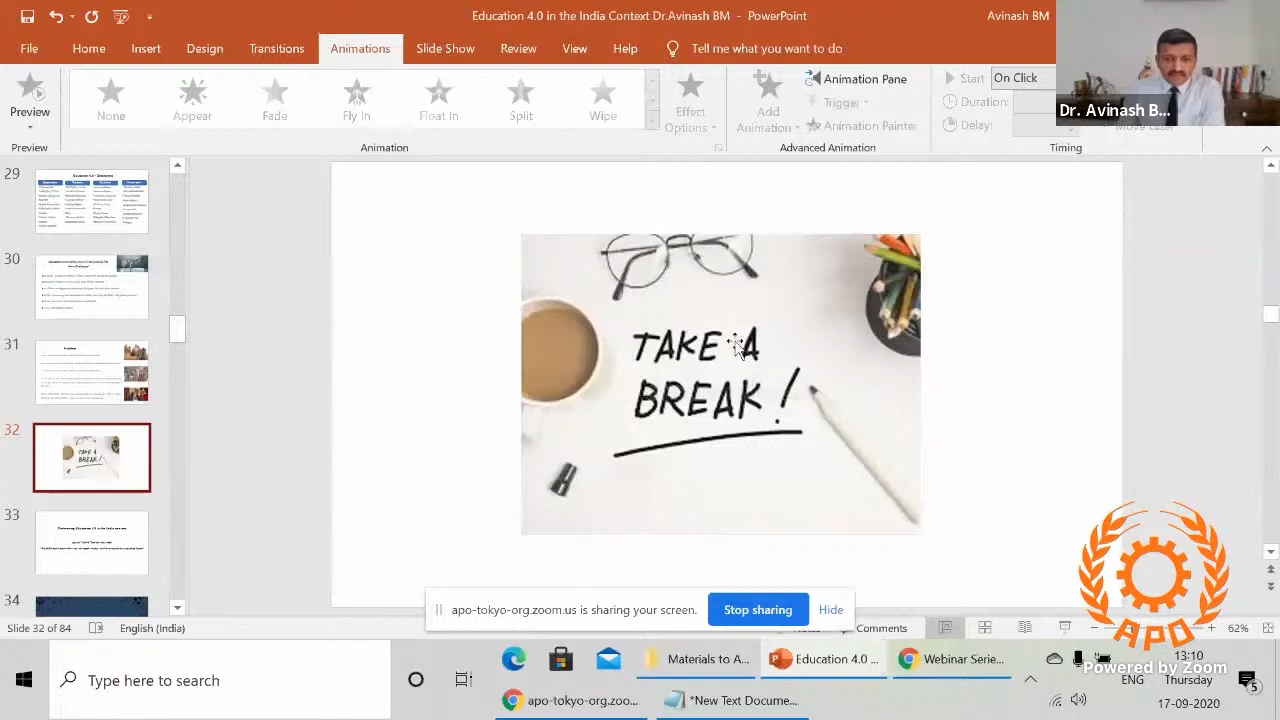 Education 4.0 in the India Context Dr.Avinash BM - PowerPoint
Avinash BM
File Home Insert Design Transitions Animations Slide Show Review View Help Tell me what you want to do
Preview
None Appear Fade Fly In Float In Split Wipe
Effect Options
Add Animation
Animation Pane
Trigger
Animation Painter
Start: On Click
Duration:
Delay:
Dr. Avinash B...
Preview Animation Advanced Animation Timing
29
30
31
32
33
34
TAKE A
BREAK!
TAKE A
BREAK!
apo-tokyo-org.zoom.us is sharing your screen. Stop sharing Hide
Slide 32 of 84 English (India) Comments 62%
APO
Powered by Zoom
Type here to search
Materials to A... Education 4.0 ... Webinar Serie...
apo-tokyo-org.zoo... *New Text Docume...
ENG
13:10
Thursday
17-09-2020
5